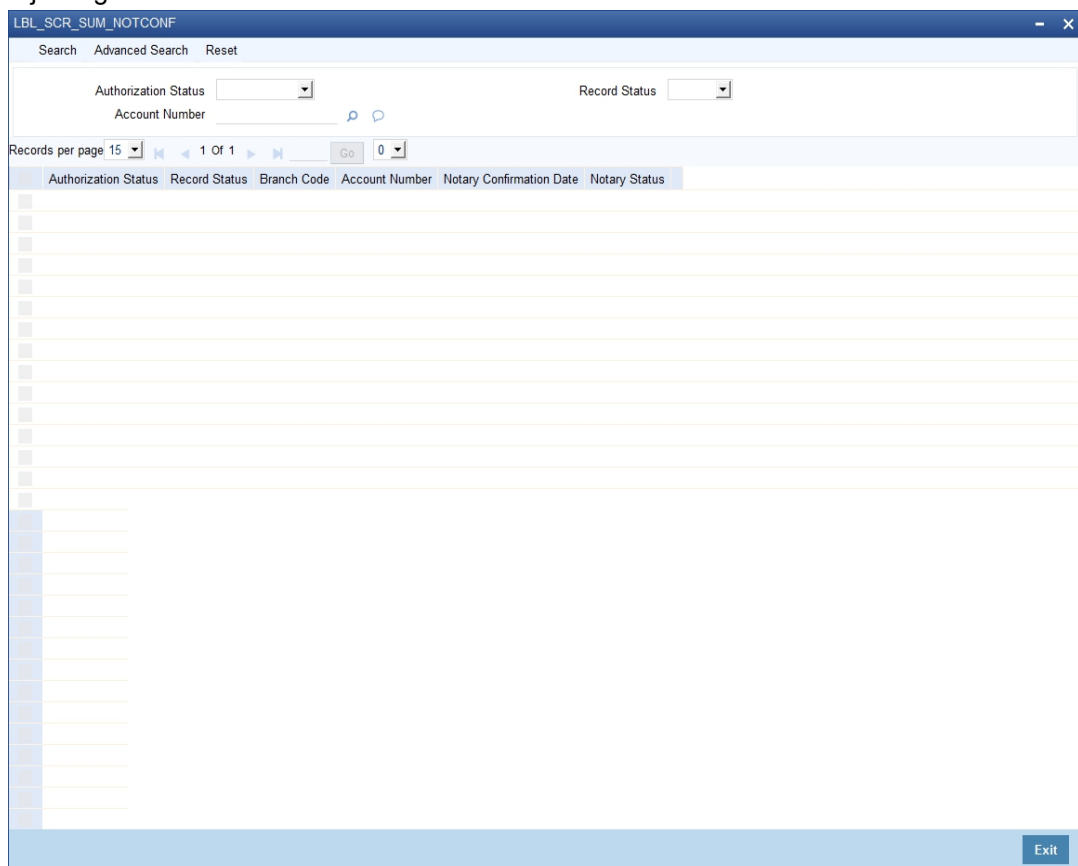 LBL_SCR_SUM_NOTCONF
Search Advanced Search Reset
Authorization Status Record Status
Account Number
Records per page 15 1 Of 1 Go 0
Authorization Status Record Status Branch Code Account Number Notary Confirmation Date Notary Status
Exit